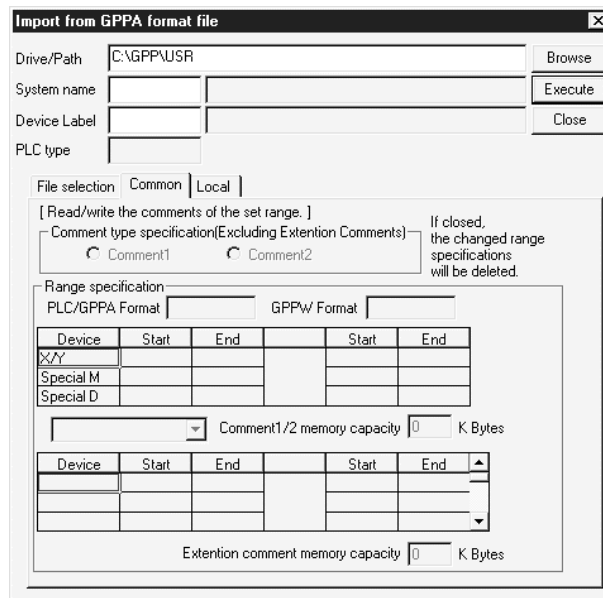 Import from GPPA format file
Drive/Path C:\GPP\USR Browse
System name Execute
Device Label Close
PLC type
File selection Common Local
[ Read/write the comments of the set range. ]
Comment type specification(Excluding Extention Comments)
Comment1 Comment2
If closed,
the changed range
specifications
will be deleted.
Range specification
PLC/GPPA Format GPPW Format
Device Start End Start End
X/Y
Special M
Special D
Comment1/2 memory capacity 0 K Bytes
Device Start End Start End
Extention comment memory capacity 0 K Bytes